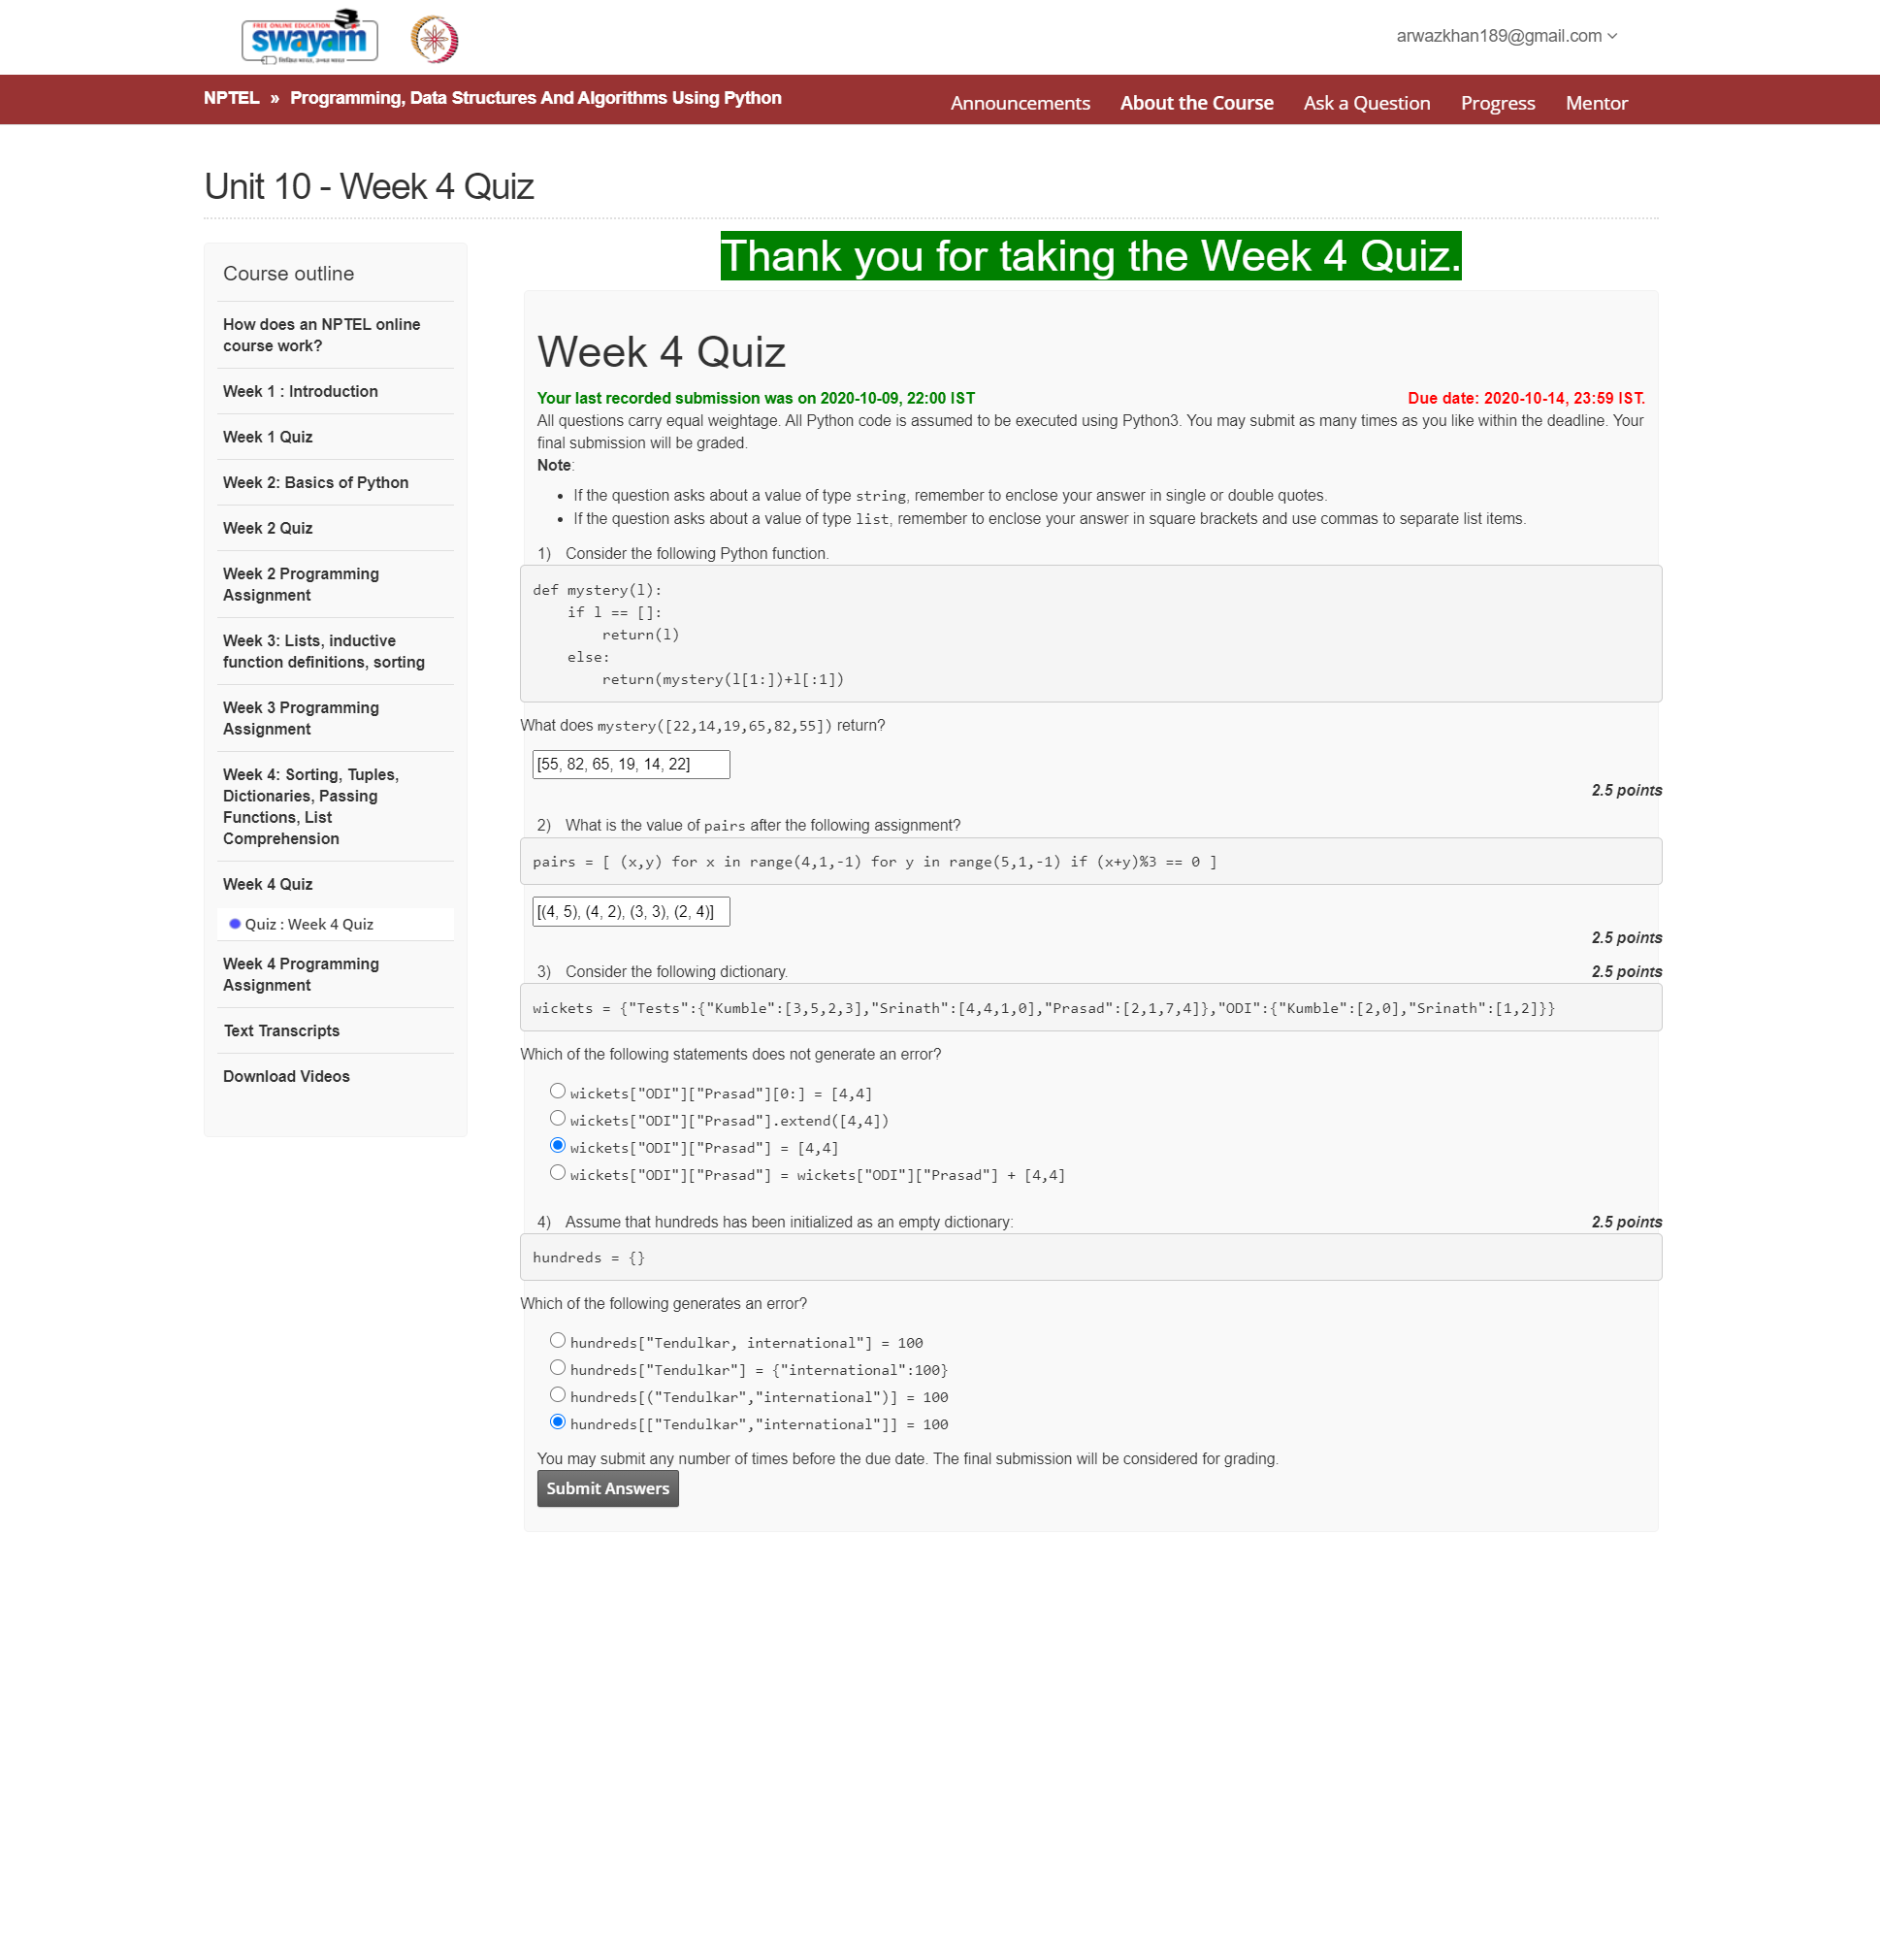 FREE ONLINE EDUCATION
swayam
शिक्षित भारत, उन्नत भारत
arwazkhan189@gmail.com
NPTEL » Programming, Data Structures And Algorithms Using Python
Announcements About the Course Ask a Question Progress Mentor
Unit 10 - Week 4 Quiz
Course outline
How does an NPTEL online
course work?
Week 1 : Introduction
Week 1 Quiz
Week 2: Basics of Python
Week 2 Quiz
Week 2 Programming
Assignment
Week 3: Lists, inductive
function definitions, sorting
Week 3 Programming
Assignment
Week 4: Sorting, Tuples,
Dictionaries, Passing
Functions, List
Comprehension
Week 4 Quiz
Quiz : Week 4 Quiz
Week 4 Programming
Assignment
Text Transcripts
Download Videos
Thank you for taking the Week 4 Quiz.
Week 4 Quiz
Your last recorded submission was on 2020-10-09, 22:00 IST Due date: 2020-10-14, 23:59 IST.
All questions carry equal weightage. All Python code is assumed to be executed using Python3. You may submit as many times as you like within the deadline. Your
final submission will be graded.
Note:
• If the question asks about a value of type string, remember to enclose your answer in single or double quotes.
• If the question asks about a value of type list, remember to enclose your answer in square brackets and use commas to separate list items.
1) Consider the following Python function.
def mystery(l):
    if l == []:
        return(l)
    else:
        return(mystery(l[1:])+l[:1])
What does mystery([22,14,19,65,82,55]) return?
[55, 82, 65, 19, 14, 22]
2.5 points
2) What is the value of pairs after the following assignment?
pairs = [ (x,y) for x in range(4,1,-1) for y in range(5,1,-1) if (x+y)%3 == 0 ]
[(4, 5), (4, 2), (3, 3), (2, 4)]
2.5 points
3) Consider the following dictionary. 2.5 points
wickets = {"Tests":{"Kumble":[3,5,2,3],"Srinath":[4,4,1,0],"Prasad":[2,1,7,4]},"ODI":{"Kumble":[2,0],"Srinath":[1,2]}}
Which of the following statements does not generate an error?
wickets["ODI"]["Prasad"][0:] = [4,4]
wickets["ODI"]["Prasad"].extend([4,4])
wickets["ODI"]["Prasad"] = [4,4]
wickets["ODI"]["Prasad"] = wickets["ODI"]["Prasad"] + [4,4]
4) Assume that hundreds has been initialized as an empty dictionary: 2.5 points
hundreds = {}
Which of the following generates an error?
hundreds["Tendulkar, international"] = 100
hundreds["Tendulkar"] = {"international":100}
hundreds[("Tendulkar","international")] = 100
hundreds[["Tendulkar","international"]] = 100
You may submit any number of times before the due date. The final submission will be considered for grading.
Submit Answers